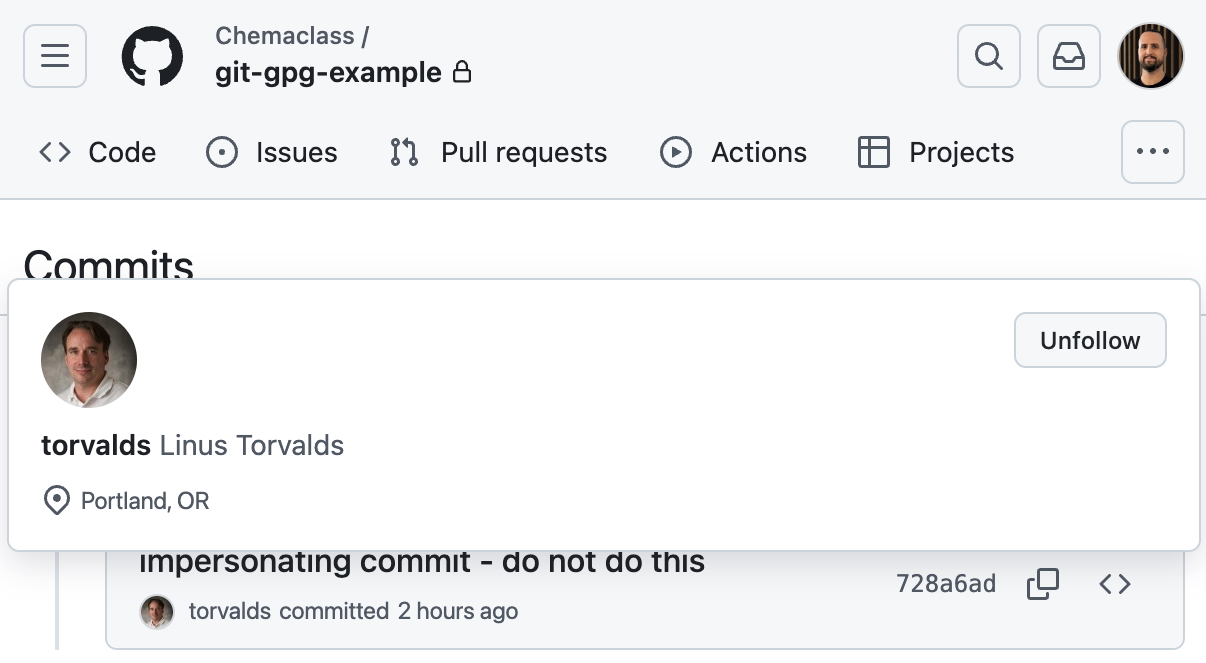 Chemaclass /
git-gpg-example
Code Issues Pull requests Actions Projects
Commits
Unfollow
torvalds Linus Torvalds
Portland, OR
impersonating commit - do not do this
728a6ad
torvalds committed 2 hours ago